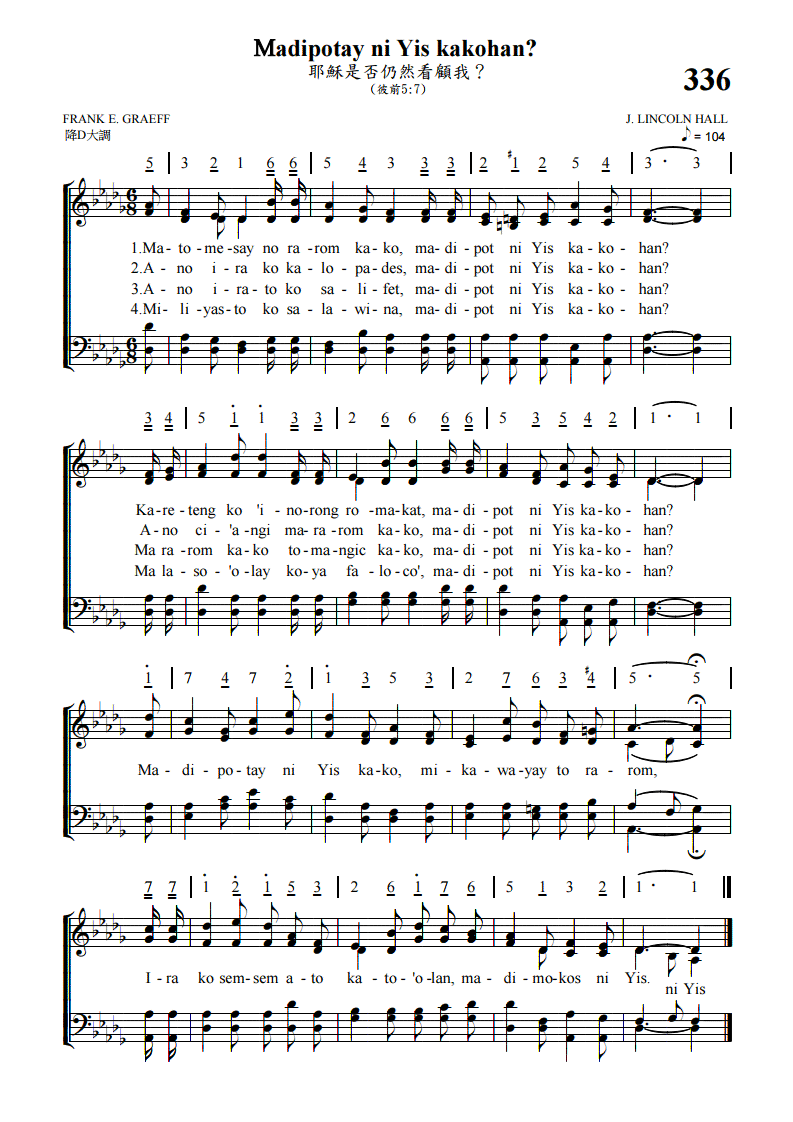 Madipotay ni Yis kakohan?
耶穌是否仍然看顧我？
(彼前5:7)
336
FRANK E. GRAEFF
J. LINCOLN HALL
降D大調
♪ = 104
5 | 3 2 1 6 6 | 5 4 3 3 3 | 2 #1 2 5 4 | 3 · 3 |
1.Ma- to- me- say no ra- rom ka- ko, ma- di- pot ni Yis ka- ko- han?
2.A- no i- ra ko ka- lo- pa- des, ma- di- pot ni Yis ka- ko- han?
3.A- no i- ra- to ko sa- li- fet, ma- di- pot ni Yis ka- ko- han?
4.Mi- li- yas- to ko sa- la- wi- na, ma- di- pot ni Yis ka- ko- han?
3 4 | 5 1 1 3 3 | 2 6 6 6 6 | 5 3 5 4 2 | 1 · 1 |
Ka- re- teng ko 'i- no- rong ro- ma- kat, ma- di- pot ni Yis ka- ko- han?
A- no ci- 'a- ngi ma- ra- rom ka- ko, ma- di- pot ni Yis ka- ko- han?
Ma ra- rom ka- ko to- ma- ngic ka- ko, ma- di- pot ni Yis ka- ko- han?
Ma la- so- 'o- lay ko- ya fa- lo- co', ma- di- pot ni Yis ka- ko- han?
1 | 7 4 7 2 | 1 3 5 3 | 2 7 6 3 #4 | 5 · 5 |
Ma- di- po- tay ni Yis ka- ko, mi- ka- wa- yay to ra- rom,
7 7 | 1 2 1 5 3 | 2 6 1 7 6 | 5 1 3 2 | 1 · 1 |
I- ra ko sem- sem a- to ka- to- 'o- lan, ma- di- mo- kos ni Yis.
ni Yis